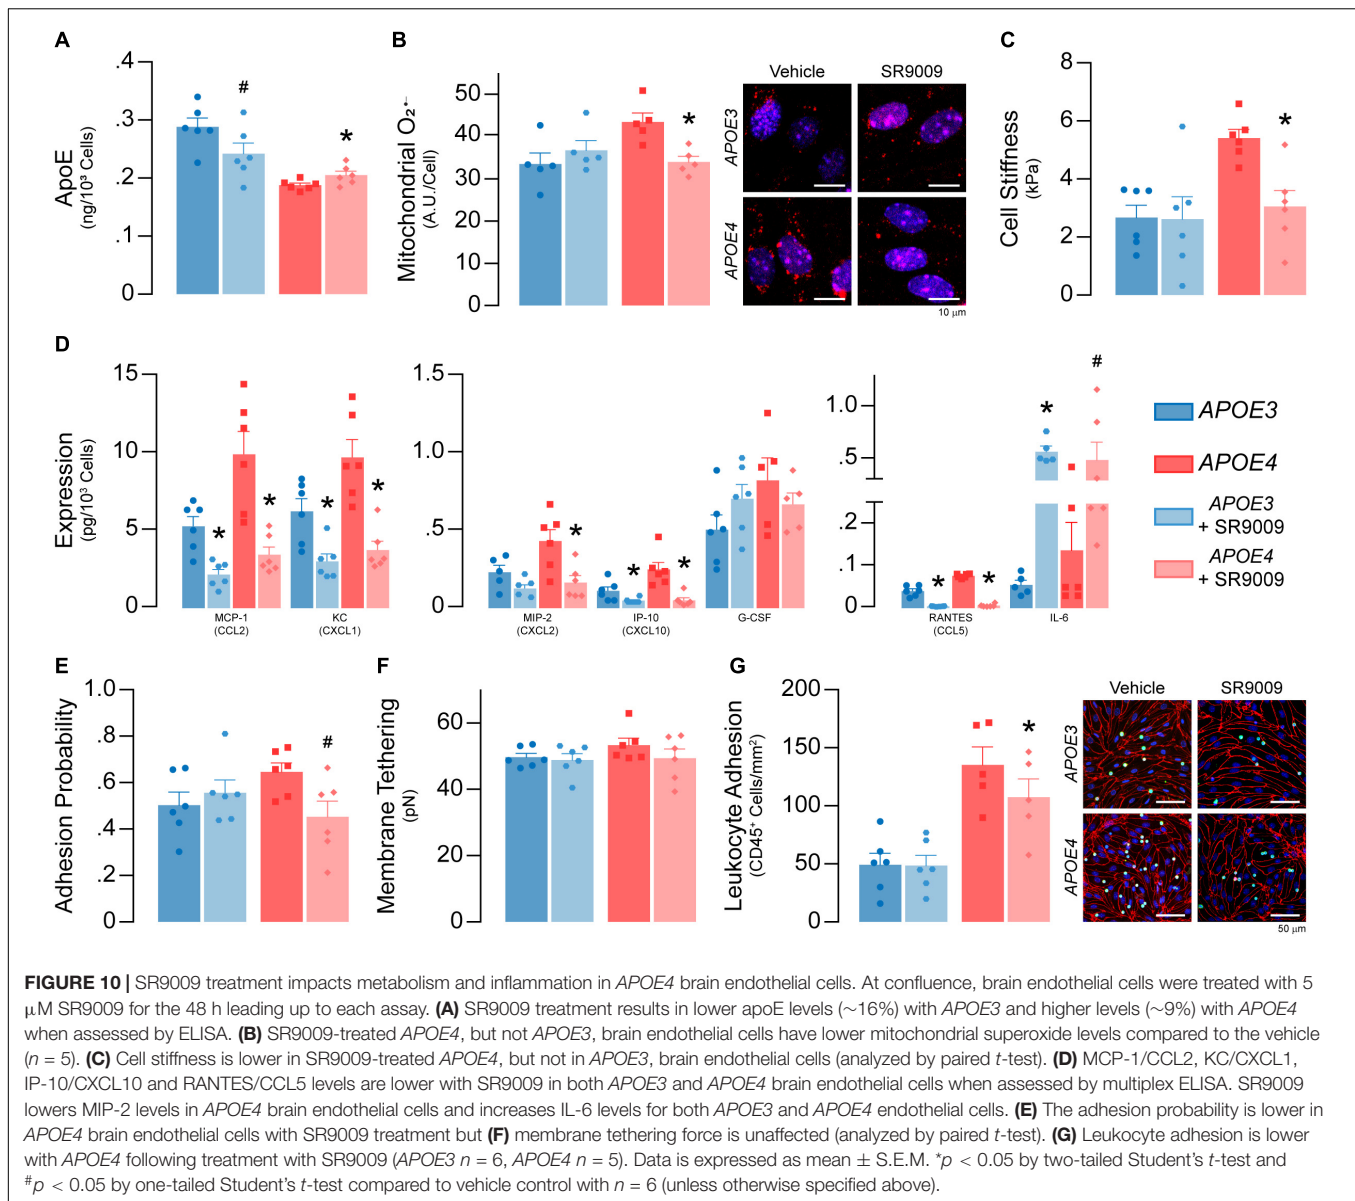 A
ApoE
(ng/10³ Cells)
.4
.3
.2
.1
0
#
*
B
Mitochondrial O₂•⁻
(A.U./Cell)
50
40
30
20
10
0
*
Vehicle
SR9009
APOE3
APOE4
10 μm
C
Cell Stiffness
(kPa)
8
6
4
2
0
*
D
Expression
(pg/10³ Cells)
15
10
5
0
*
*
*
*
MCP-1
(CCL2)
KC
(CXCL1)
1.5
1.0
.5
0
*
*
*
MIP-2
(CXCL2)
IP-10
(CXCL10)
G-CSF
1.0
.5
.2
.1
0
*
*
*
#
RANTES
(CCL5)
IL-6
APOE3
APOE4
APOE3
+ SR9009
APOE4
+ SR9009
E
Adhesion Probability
1.0
.8
.6
.4
.2
0
#
F
Membrane Tethering
(pN)
60
40
20
0
G
Leukocyte Adhesion
(CD45⁺ Cells/mm²)
200
150
100
50
0
*
Vehicle
SR9009
APOE3
APOE4
50 μm
FIGURE 10 | SR9009 treatment impacts metabolism and inflammation in APOE4 brain endothelial cells. At confluence, brain endothelial cells were treated with 5
μM SR9009 for the 48 h leading up to each assay. (A) SR9009 treatment results in lower apoE levels (∼16%) with APOE3 and higher levels (∼9%) with APOE4
when assessed by ELISA. (B) SR9009-treated APOE4, but not APOE3, brain endothelial cells have lower mitochondrial superoxide levels compared to the vehicle
(n = 5). (C) Cell stiffness is lower in SR9009-treated APOE4, but not in APOE3, brain endothelial cells (analyzed by paired t-test). (D) MCP-1/CCL2, KC/CXCL1,
IP-10/CXCL10 and RANTES/CCL5 levels are lower with SR9009 in both APOE3 and APOE4 brain endothelial cells when assessed by multiplex ELISA. SR9009
lowers MIP-2 levels in APOE4 brain endothelial cells and increases IL-6 levels for both APOE3 and APOE4 endothelial cells. (E) The adhesion probability is lower in
APOE4 brain endothelial cells with SR9009 treatment but (F) membrane tethering force is unaffected (analyzed by paired t-test). (G) Leukocyte adhesion is lower
with APOE4 following treatment with SR9009 (APOE3 n = 6, APOE4 n = 5). Data is expressed as mean ± S.E.M. *p < 0.05 by two-tailed Student's t-test and
#p < 0.05 by one-tailed Student's t-test compared to vehicle control with n = 6 (unless otherwise specified above).